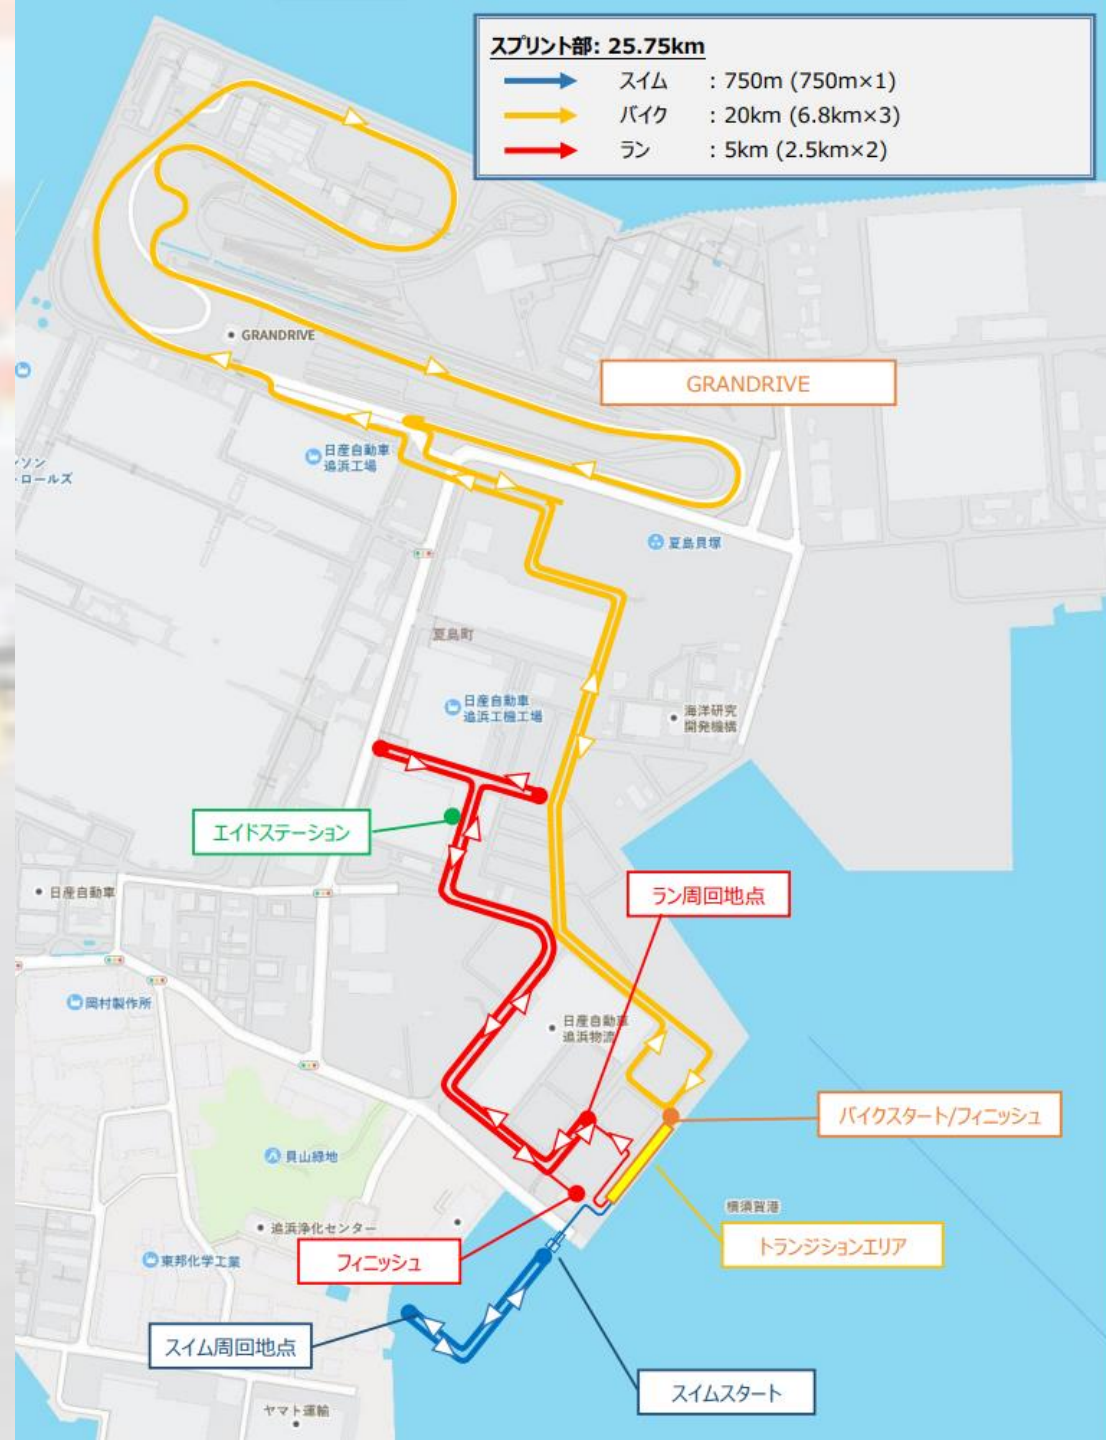 スプリント部: 25.75km
スイム : 750m (750m×1)
バイク : 20km (6.8km×3)
ラン : 5km (2.5km×2)
GRANDRIVE
GRANDRIVE
日産自動車
追浜工場
ソン
ロールズ
夏島貝塚
夏島町
日産自動車
追浜工機工場
海洋研究
開発機構
エイドステーション
日産自動車
ラン周回地点
岡村製作所
日産自動車
追浜物流
バイクスタート/フィニッシュ
貝山緑地
横須賀港
追浜浄化センター
トランジションエリア
フィニッシュ
東邦化学工業
スイム周回地点
スイムスタート
ヤマト運輸